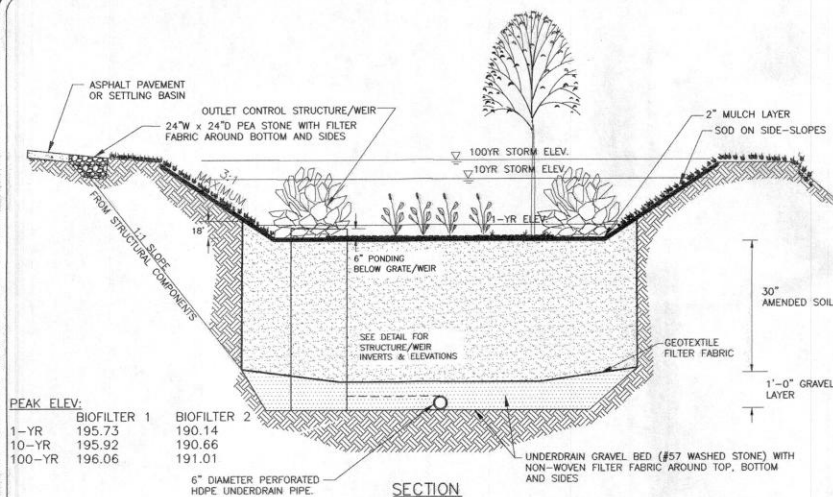 ASPHALT PAVEMENT
OR SETTLING BASIN
OUTLET CONTROL STRUCTURE/WEIR
24"W x 24"D PEA STONE WITH FILTER
FABRIC AROUND BOTTOM AND SIDES
2" MULCH LAYER
SOD ON SIDE-SLOPES
100YR STORM ELEV.
10YR STORM ELEV.
3:1
MAXIMUM
1-YR ELEV.
18"
1:1 SLOPE
FROM STRUCTURAL COMPONENTS
6" PONDING
BELOW GRATE/WEIR
30"
AMENDED SOIL
SEE DETAIL FOR
STRUCTURE/WEIR
INVERTS & ELEVATIONS
GEOTEXTILE
FILTER FABRIC
1'-0" GRAVEL
LAYER
PEAK ELEV:
BIOFILTER 1 BIOFILTER 2
1-YR 195.73 190.14
10-YR 195.92 190.66
100-YR 196.06 191.01
UNDERDRAIN GRAVEL BED (#57 WASHED STONE) WITH
NON-WOVEN FILTER FABRIC AROUND TOP, BOTTOM
AND SIDES
6" DIAMETER PERFORATED
HDPE UNDERDRAIN PIPE.
SECTION